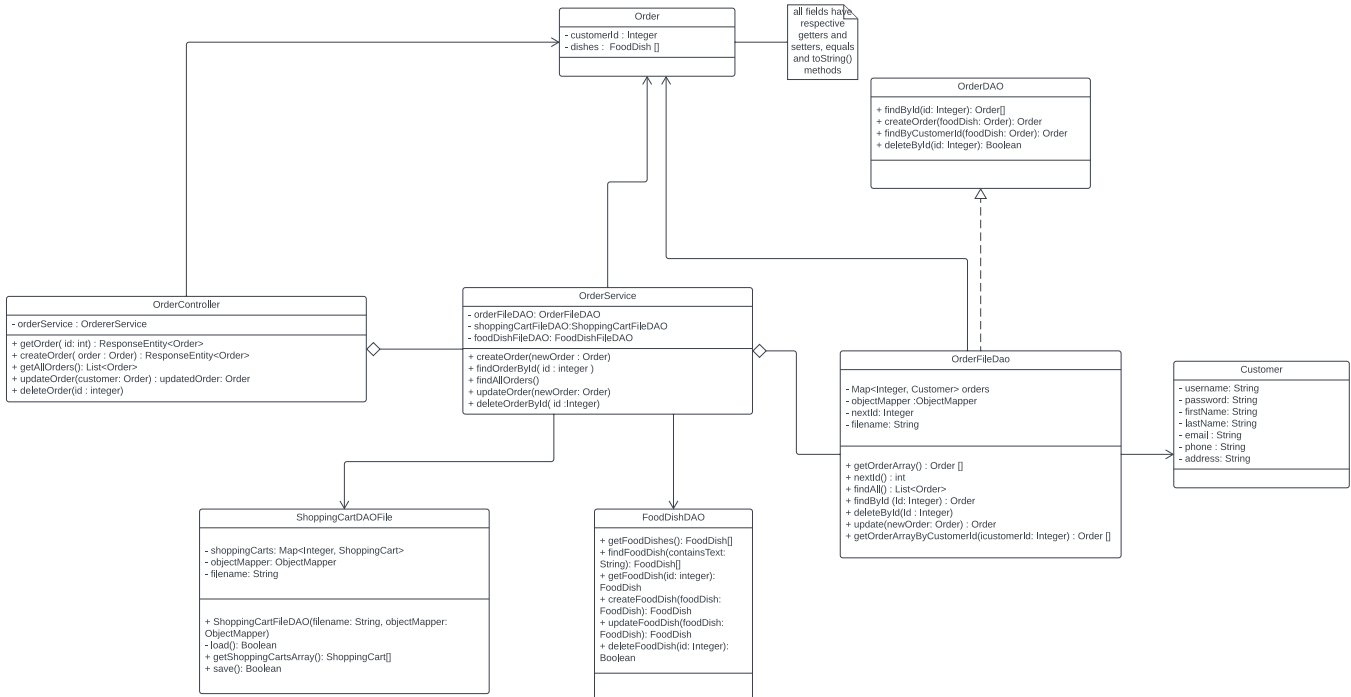 Order
- customerId : Integer
- dishes : FoodDish []
all fields have
respective
getters and
setters, equals
and toString()
methods
OrderDAO
+ findById(id: Integer): Order[]
+ createOrder(foodDish: Order): Order
+ findByCustomerId(foodDish: Order): Order
+ deleteById(id: Integer): Boolean
OrderController
- orderService : OrdererService
+ getOrder( id: int) : ResponseEntity<Order>
+ createOrder( order : Order) : ResponseEntity<Order>
+ getAllOrders(): List<Order>
+ updateOrder(customer: Order) : updatedOrder: Order
+ deleteOrder(id : integer)
OrderService
- orderFileDAO: OrderFileDAO
- shoppingCartFileDAO:ShoppingCartFileDAO
- foodDishFileDAO: FoodDishFileDAO
+ createOrder(newOrder : Order)
+ findOrderById( id : integer )
+ findAllOrders()
+ updateOrder(newOrder: Order)
+ deleteOrderById( id :Integer)
OrderFileDao
- Map<Integer, Customer> orders
- objectMapper :ObjectMapper
- nextId: Integer
- filename: String
+ getOrderArray() : Order []
+ nextId() : int
+ findAll() : List<Order>
+ findById (Id: Integer) : Order
+ deleteById(Id : Integer)
+ update(newOrder: Order) : Order
+ getOrderArrayByCustomerId(icustomerId: Integer) : Order []
Customer
- username: String
- password: String
- firstName: String
- lastName: String
- email : String
- phone : String
- address: String
ShoppingCartDAOFile
- shoppingCarts: Map<Integer, ShoppingCart>
- objectMapper: ObjectMapper
- filename: String
+ ShoppingCartFileDAO(filename: String, objectMapper:
ObjectMapper)
- load(): Boolean
+ getShoppingCartsArray(): ShoppingCart[]
+ save(): Boolean
FoodDishDAO
+ getFoodDishes(): FoodDish[]
+ findFoodDish(containsText:
String): FoodDish[]
+ getFoodDish(id: integer):
FoodDish
+ createFoodDish(foodDish:
FoodDish): FoodDish
+ updateFoodDish(foodDish:
FoodDish): FoodDish
+ deleteFoodDish(id: Integer):
Boolean